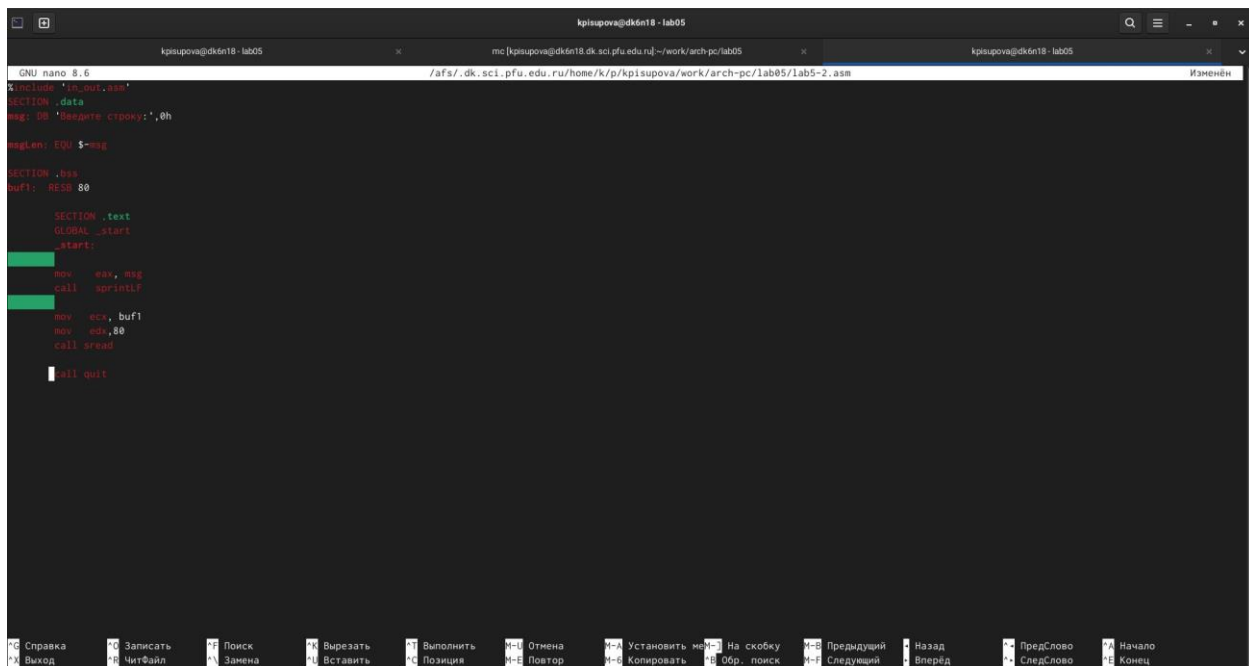 kpisupova@dk6n18 - lab05
kpisupova@dk6n18 - lab05
mc [kpisupova@dk6n18.dk.sci.pfu.edu.ru]:~/work/arch-pc/lab05
kpisupova@dk6n18 - lab05
GNU nano 8.6 /afs/.dk.sci.pfu.edu.ru/home/k/p/kpisupova/work/arch-pc/lab05/lab5-2.asm Изменён
%include 'in_out.asm'
SECTION .data
msg: DB 'Введите строку:',0h
msgLen: EQU $-msg
SECTION .bss
buf1: RESB 80
SECTION .text
GLOBAL _start
_start:
mov eax, msg
call sprintLF
mov ecx, buf1
mov edx,80
call sread
call quit
^G Справка ^O Записать ^F Поиск ^K Вырезать ^T Выполнить M-U Отмена M-A Установить ме M-] На скобку M-B Предыдущий ◂ Назад ^◂ ПредСлово ^A Начало
^X Выход ^R ЧитФайл ^\ Замена ^U Вставить ^C Позиция M-E Повтор M-6 Копировать ^B Обр. поиск M-F Следующий ▸ Вперёд ^▸ СледСлово ^E Конец